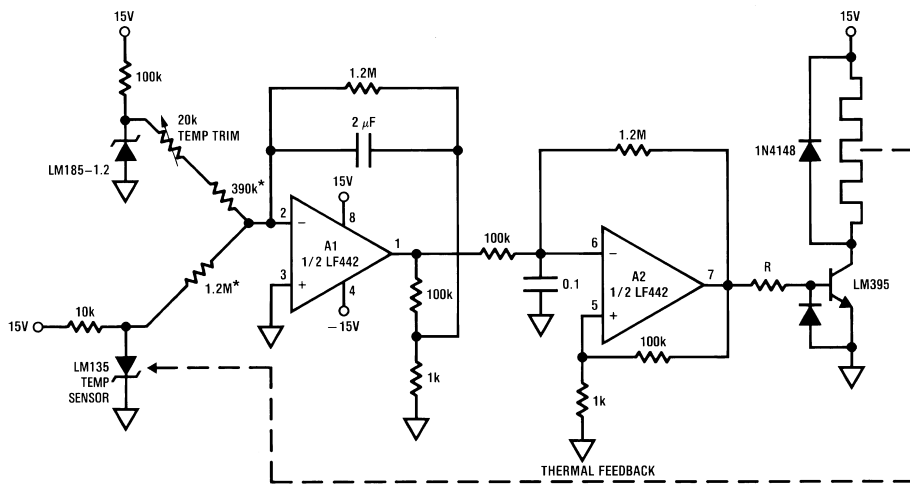 15V
100k
20k
TEMP TRIM
LM185–1.2
390k*
1.2M*
15V
10k
LM135
TEMP
SENSOR
1.2M
2 μF
15V
8
2
–
A1
1/2 LF442
1
3
+
4
–15V
100k
1k
100k
0.1
1.2M
6
–
A2
7
1/2 LF442
5
+
100k
1k
R
15V
1N4148
LM395
THERMAL FEEDBACK